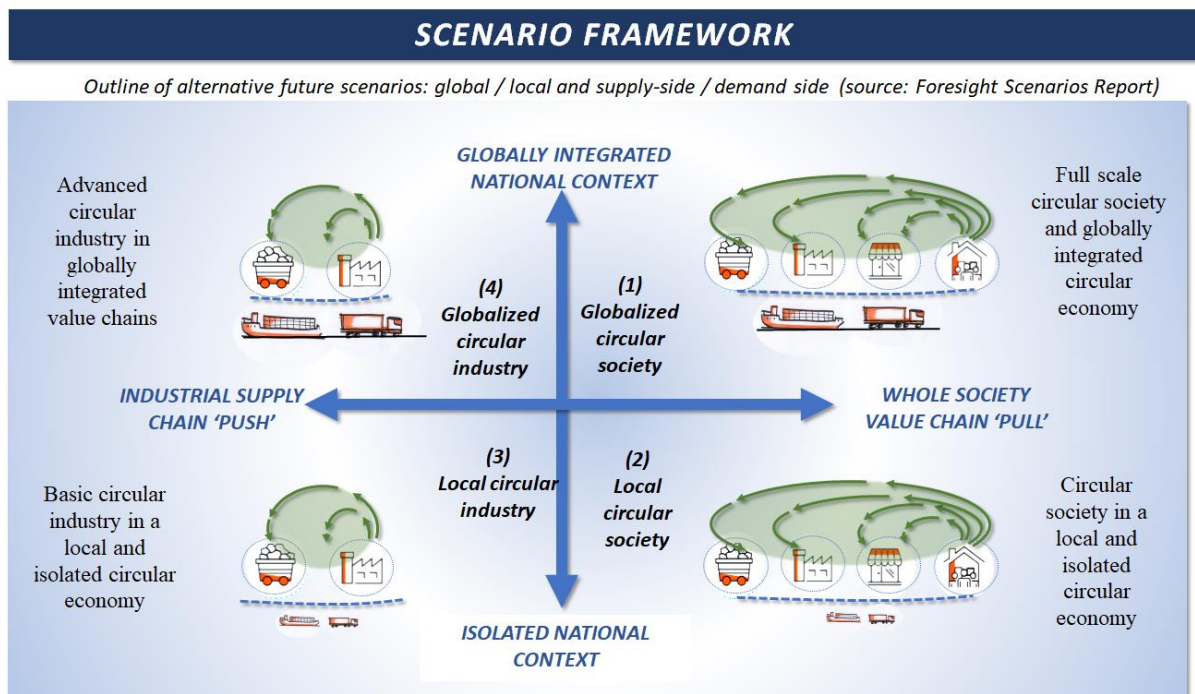 SCENARIO FRAMEWORK
Outline of alternative future scenarios: global / local and supply-side / demand side (source: Foresight Scenarios Report)
GLOBALLY INTEGRATED
NATIONAL CONTEXT
Advanced
circular
industry in
globally
integrated
value chains
(4)
Globalized
circular
industry
(1)
Globalized
circular
society
Full scale
circular society
and globally
integrated
circular
economy
INDUSTRIAL SUPPLY
CHAIN ‘PUSH’
WHOLE SOCIETY
VALUE CHAIN ‘PULL’
Basic circular
industry in a
local and
isolated circular
economy
(3)
Local circular
industry
(2)
Local
circular
society
Circular
society in a
local and
isolated
circular
economy
ISOLATED NATIONAL
CONTEXT